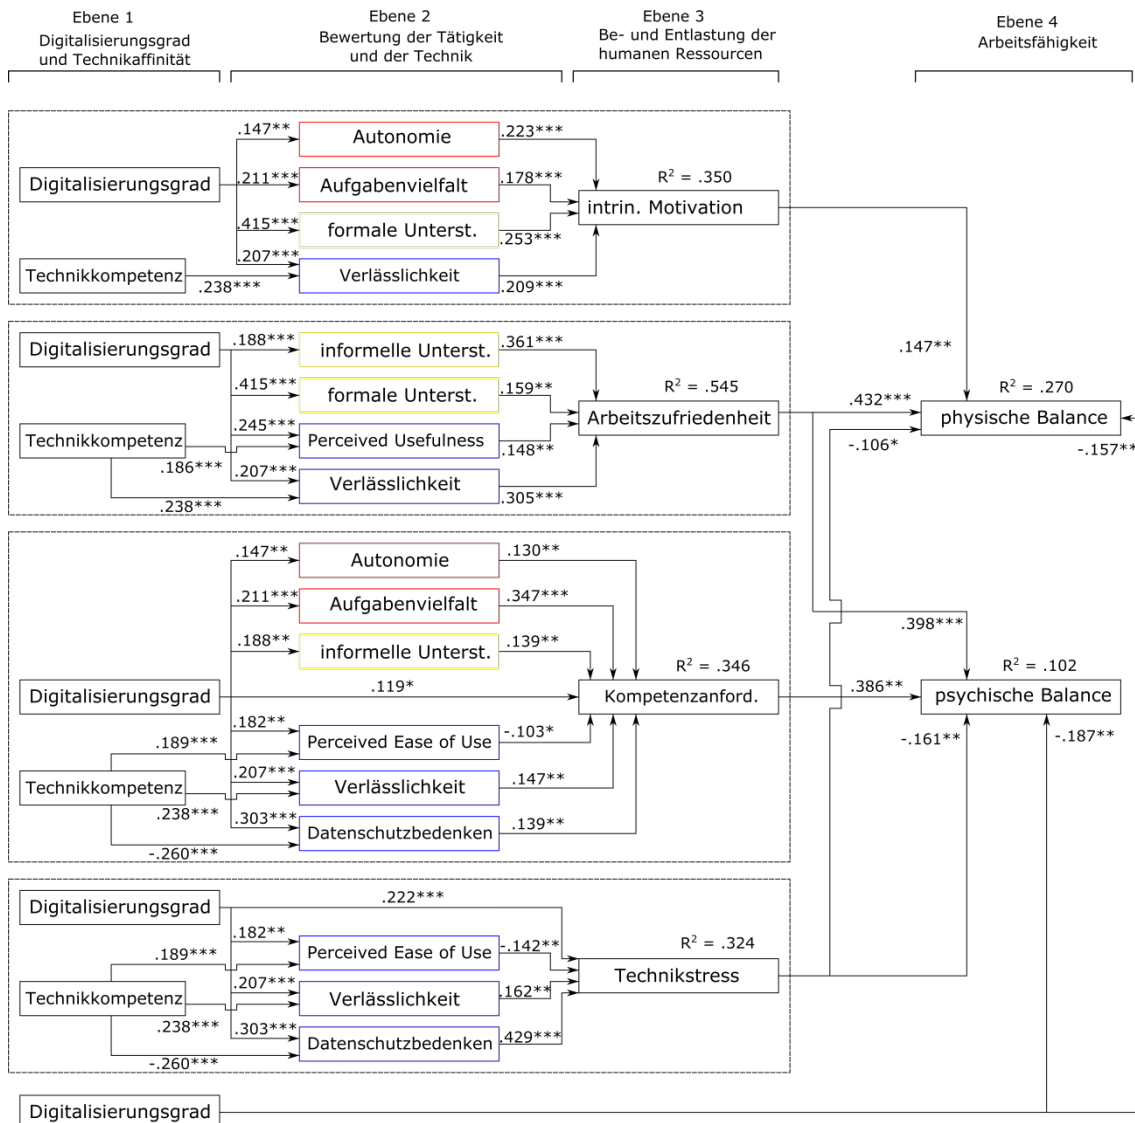 Ebene 1
Digitalisierungsgrad
und Technikaffinität
Ebene 2
Bewertung der Tätigkeit
und der Technik
Ebene 3
Be- und Entlastung der
humanen Ressourcen
Ebene 4
Arbeitsfähigkeit
.147** Autonomie .223***
Digitalisierungsgrad .211*** Aufgabenvielfalt .178***
R² = .350
intrin. Motivation
.415*** formale Unterst. .253***
.207***
Technikkompetenz .238*** Verlässlichkeit .209***
Digitalisierungsgrad .188*** informelle Unterst. .361***
.147**
.415*** formale Unterst. .159**
R² = .545
Arbeitszufriedenheit .432***
R² = .270
physische Balance
-.106*
-.157**
Technikkompetenz .245*** Perceived Usefulness .148**
.186***
.207*** Verlässlichkeit .305***
.238***
.147** Autonomie .130**
.211*** Aufgabenvielfalt .347***
.188** informelle Unterst. .139**
.398***
Digitalisierungsgrad .119*
R² = .346
Kompetenzanford. .386**
R² = .102
psychische Balance
-.161**
-.187**
.182** Perceived Ease of Use -.103*
.189***
Technikkompetenz .207*** Verlässlichkeit .147**
.238***
.303*** Datenschutzbedenken .139**
-.260***
Digitalisierungsgrad .222***
.182** Perceived Ease of Use -.142**
.189***
R² = .324
Technikstress
Technikkompetenz .207*** Verlässlichkeit .162**
.238***
.303*** Datenschutzbedenken .429***
-.260***
Digitalisierungsgrad